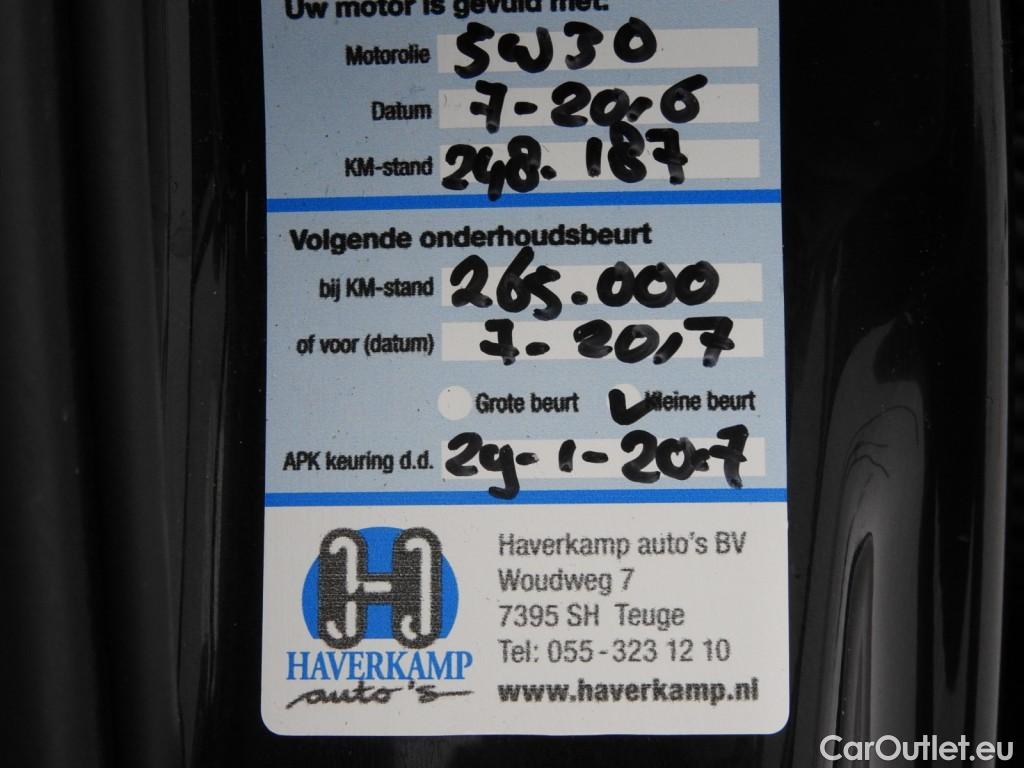 Uw motor is gevuld met:
Motorolie 5W30
Datum 7-2016
KM-stand 248.187
Volgende onderhoudsbeurt
bij KM-stand 265.000
of voor (datum) 7-2017
Grote beurt Kleine beurt
APK keuring d.d. 29-1-2017
HAVERKAMP
auto's
Haverkamp auto's BV
Woudweg 7
7395 SH Teuge
Tel: 055-323 12 10
www.haverkamp.nl
CarOutlet.eu